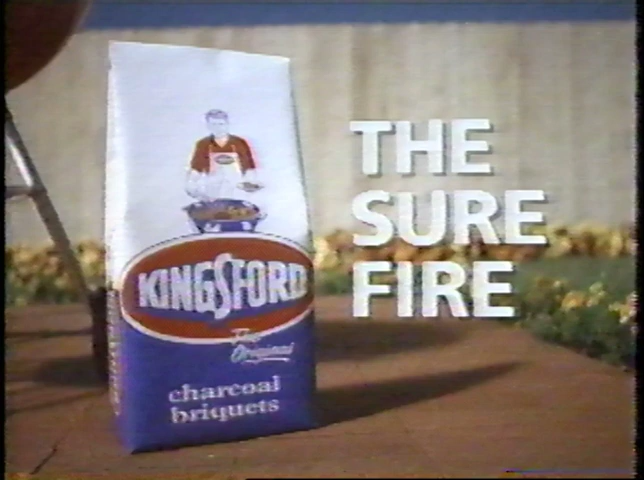 THE
SURE
FIRE
KINGSFORD
The
Original
charcoal
briquets